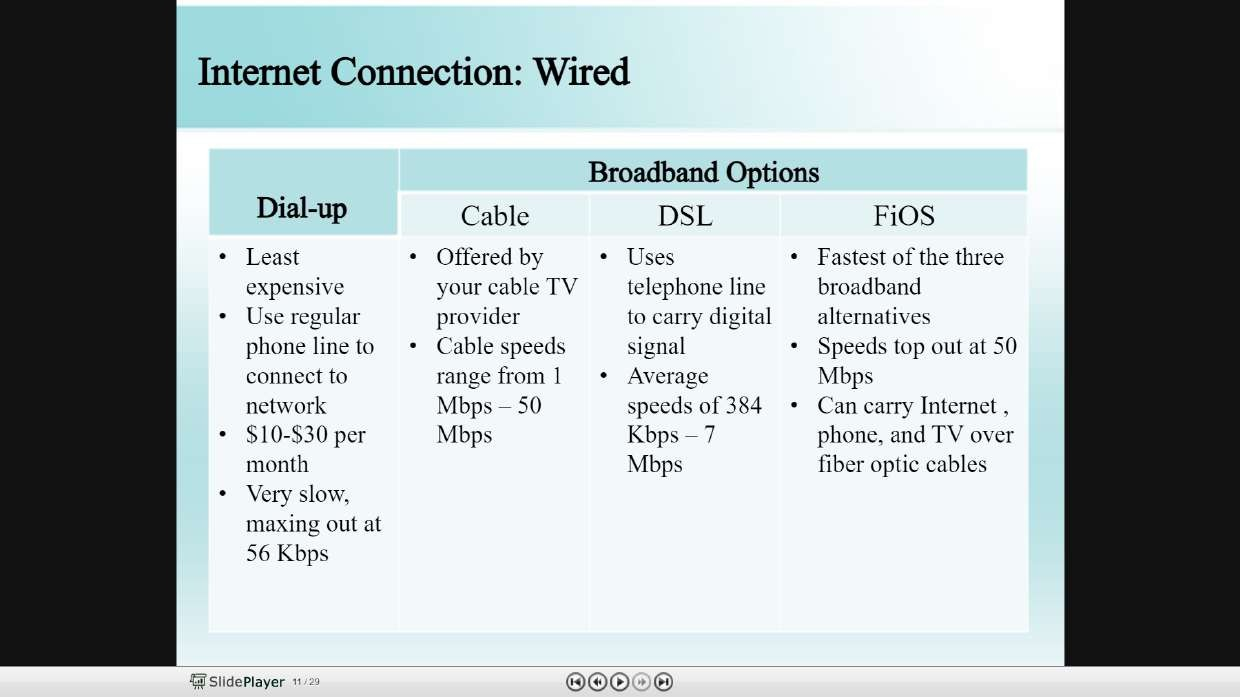 Internet Connection: Wired
Broadband Options
Dial-up
Cable
DSL
FiOS
• Least
expensive
• Use regular
phone line to
connect to
network
• $10-$30 per
month
• Very slow,
maxing out at
56 Kbps
• Offered by
your cable TV
provider
• Cable speeds
range from 1
Mbps – 50
Mbps
• Uses
telephone line
to carry digital
signal
• Average
speeds of 384
Kbps – 7
Mbps
• Fastest of the three
broadband
alternatives
• Speeds top out at 50
Mbps
• Can carry Internet ,
phone, and TV over
fiber optic cables
SlidePlayer 11 / 29